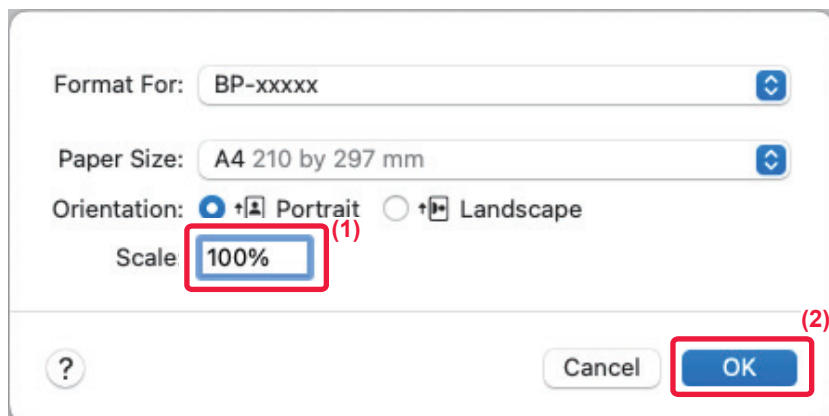 Format For: BP-xxxxx
Paper Size: A4 210 by 297 mm
Orientation: Portrait Landscape
(1)
Scale: 100%
(2)
? Cancel OK